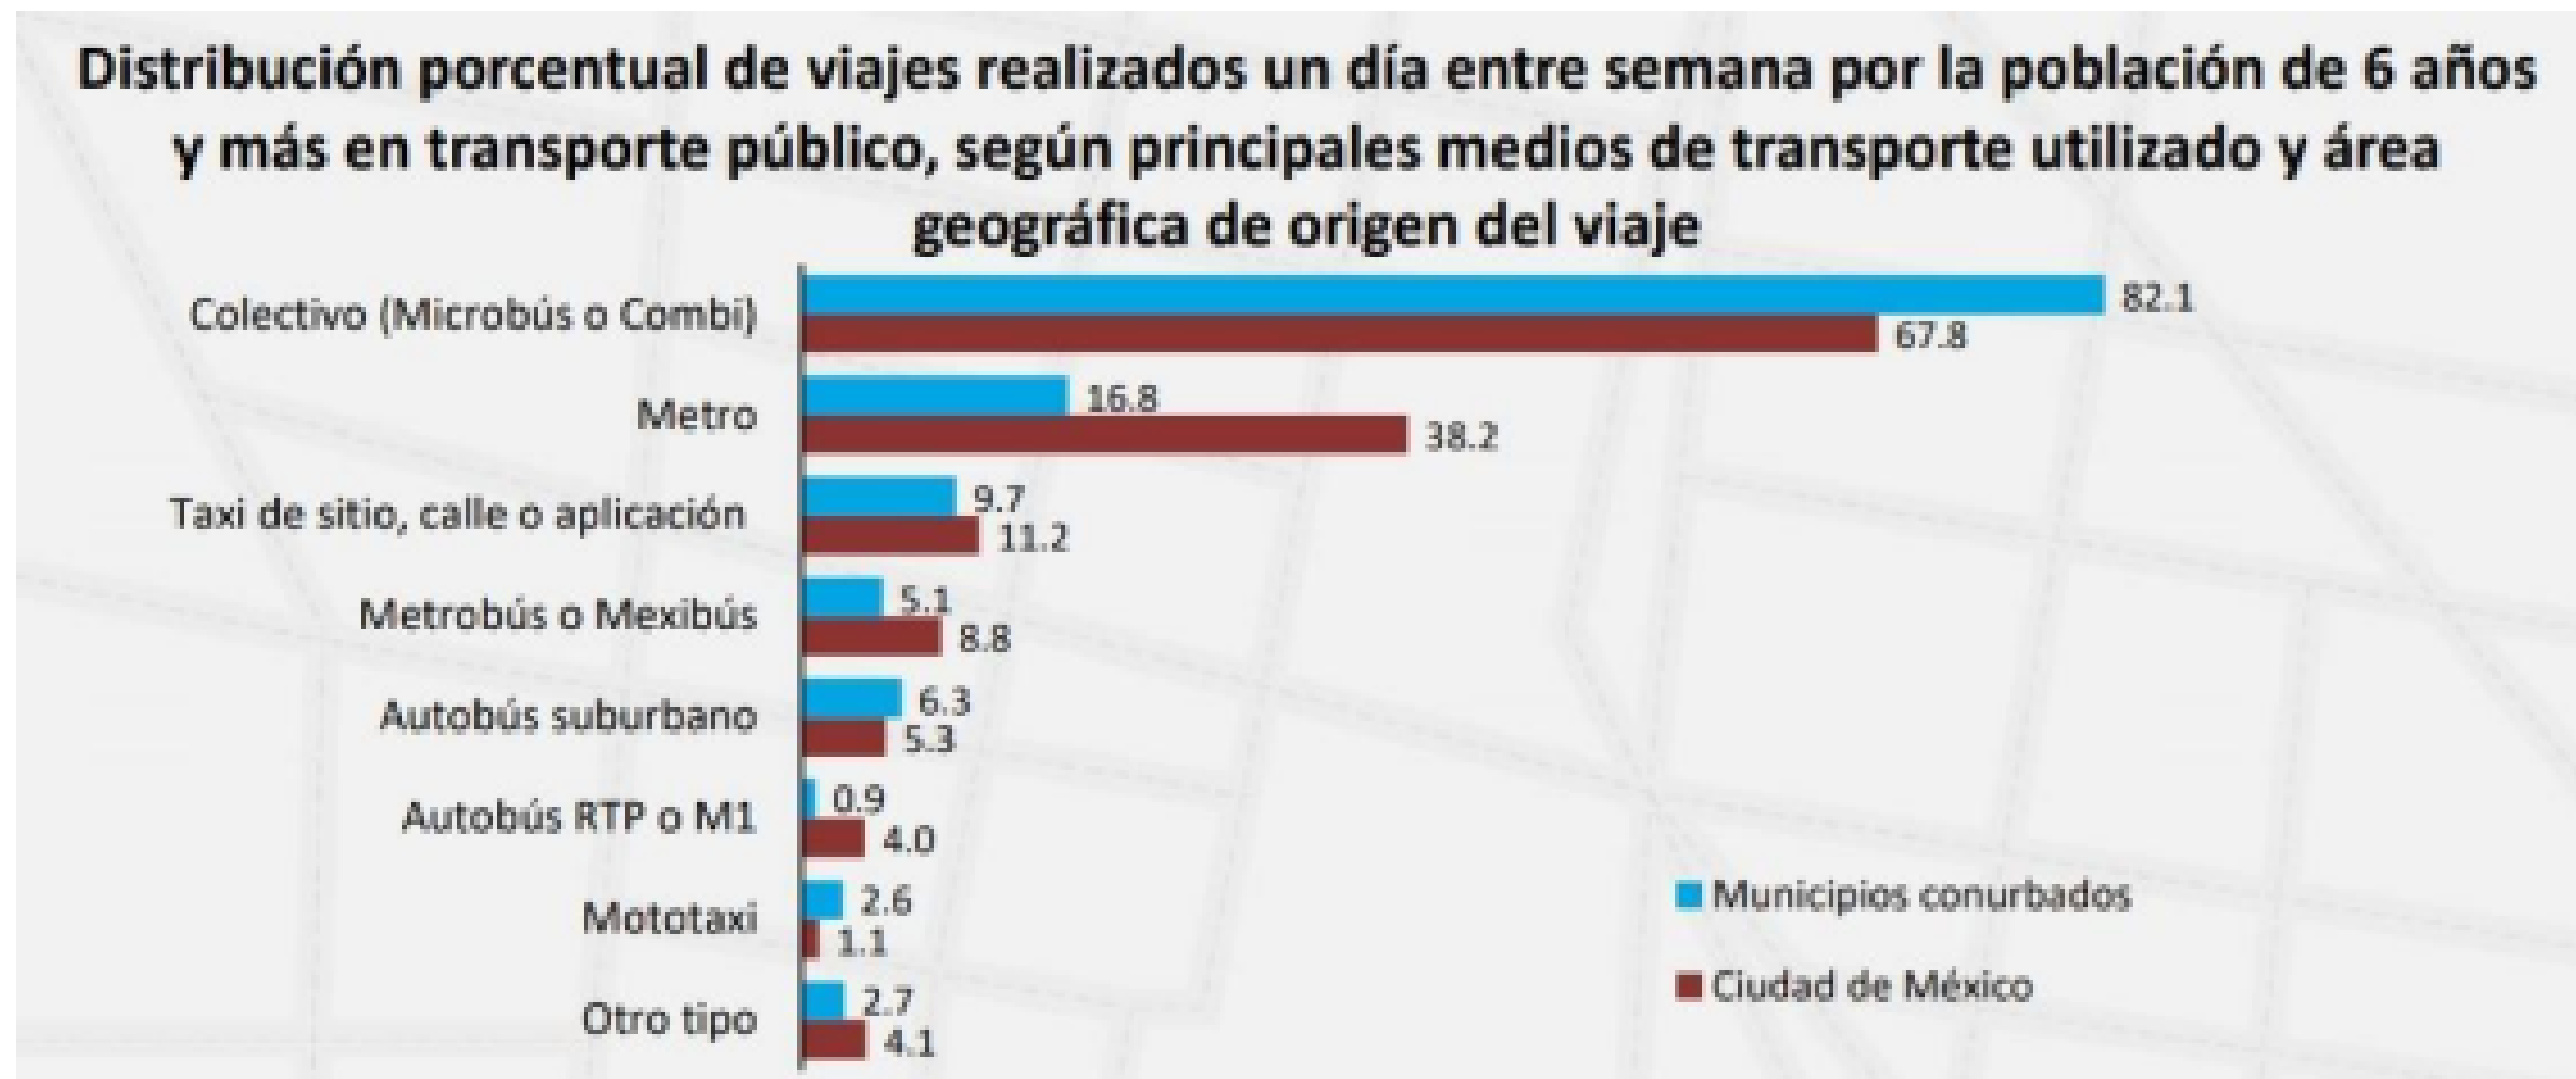 Distribución porcentual de viajes realizados un día entre semana por la población de 6 años
y más en transporte público, según principales medios de transporte utilizado y área
geográfica de origen del viaje
Colectivo (Microbús o Combi)
82.1
67.8
Metro
16.8
38.2
Taxi de sitio, calle o aplicación
9.7
11.2
Metrobús o Mexibús
5.1
8.8
Autobús suburbano
6.3
5.3
Autobús RTP o M1
0.9
4.0
Mototaxi
2.6
1.1
Otro tipo
2.7
4.1
Municipios conurbados
Ciudad de México